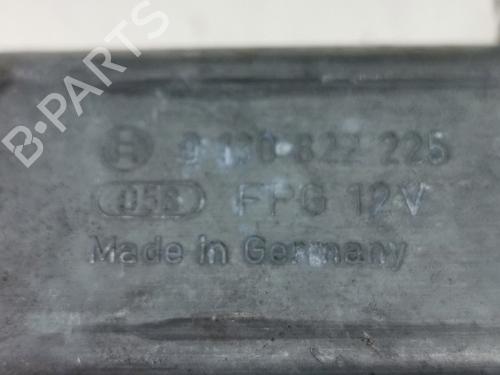 B-PARTS
0 130 822 225
053 FPG 12V
Made in Germany